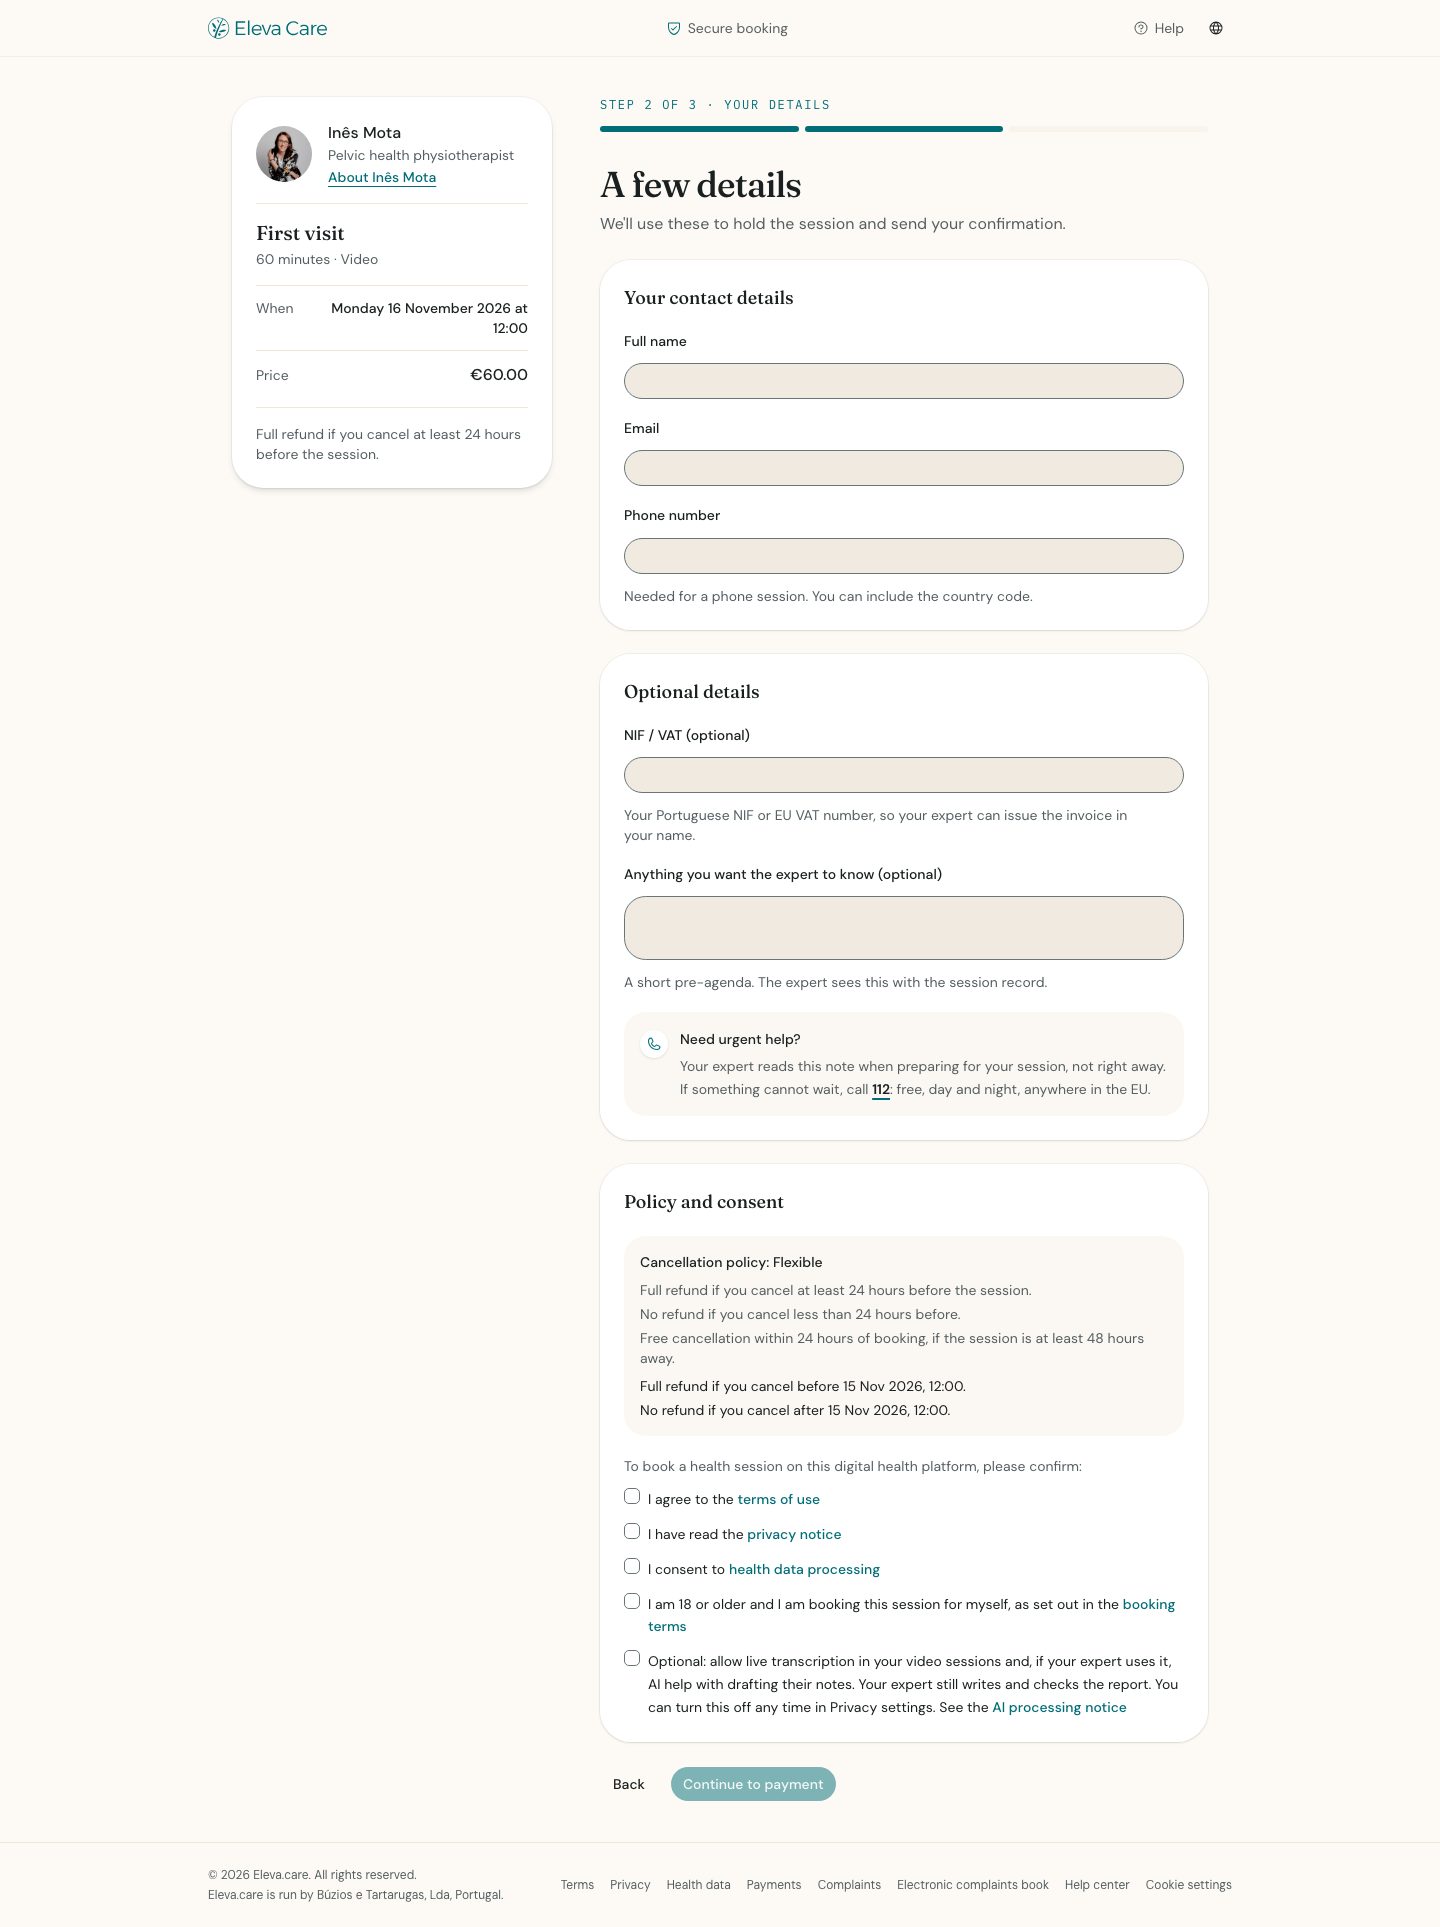 Eleva Care
Secure booking
Help
Inês Mota
Pelvic health physiotherapist
About Inês Mota
First visit
60 minutes · Video
When
Monday 16 November 2026 at
12:00
Price
€60.00
Full refund if you cancel at least 24 hours
before the session.
STEP 2 OF 3 · YOUR DETAILS
A few details
We'll use these to hold the session and send your confirmation.
Your contact details
Full name
Email
Phone number
Needed for a phone session. You can include the country code.
Optional details
NIF / VAT (optional)
Your Portuguese NIF or EU VAT number, so your expert can issue the invoice in
your name.
Anything you want the expert to know (optional)
A short pre-agenda. The expert sees this with the session record.
Need urgent help?
Your expert reads this note when preparing for your session, not right away.
If something cannot wait, call 112: free, day and night, anywhere in the EU.
Policy and consent
Cancellation policy: Flexible
Full refund if you cancel at least 24 hours before the session.
No refund if you cancel less than 24 hours before.
Free cancellation within 24 hours of booking, if the session is at least 48 hours
away.
Full refund if you cancel before 15 Nov 2026, 12:00.
No refund if you cancel after 15 Nov 2026, 12:00.
To book a health session on this digital health platform, please confirm:
I agree to the terms of use
I have read the privacy notice
I consent to health data processing
I am 18 or older and I am booking this session for myself, as set out in the booking
terms
Optional: allow live transcription in your video sessions and, if your expert uses it,
AI help with drafting their notes. Your expert still writes and checks the report. You
can turn this off any time in Privacy settings. See the AI processing notice
Back
Continue to payment
© 2026 Eleva.care. All rights reserved.
Eleva.care is run by Búzios e Tartarugas, Lda, Portugal.
Terms
Privacy
Health data
Payments
Complaints
Electronic complaints book
Help center
Cookie settings